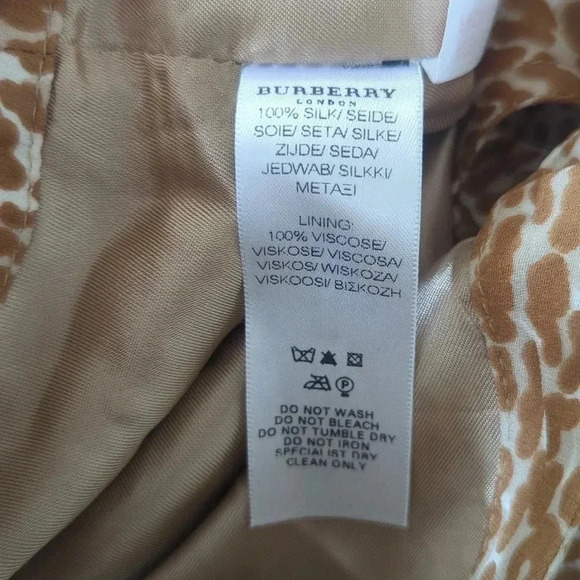 BURBERRY
LONDON
100% SILK/ SEIDE/
SOIE/ SETA/ SILKE/
ZIJDE/ SEDA/
JEDWAB/ SILKKI/
ΜΕΤΑΞΙ
LINING:
100% VISCOSE/
VISKOSE/ VISCOSA/
VISKOS/ WISKOZA/
VISKOOSI/ ΒΙΣΚΟΖΗ
P
DO NOT WASH
DO NOT BLEACH
DO NOT TUMBLE DRY
DO NOT IRON
SPECIALIST DRY
CLEAN ONLY